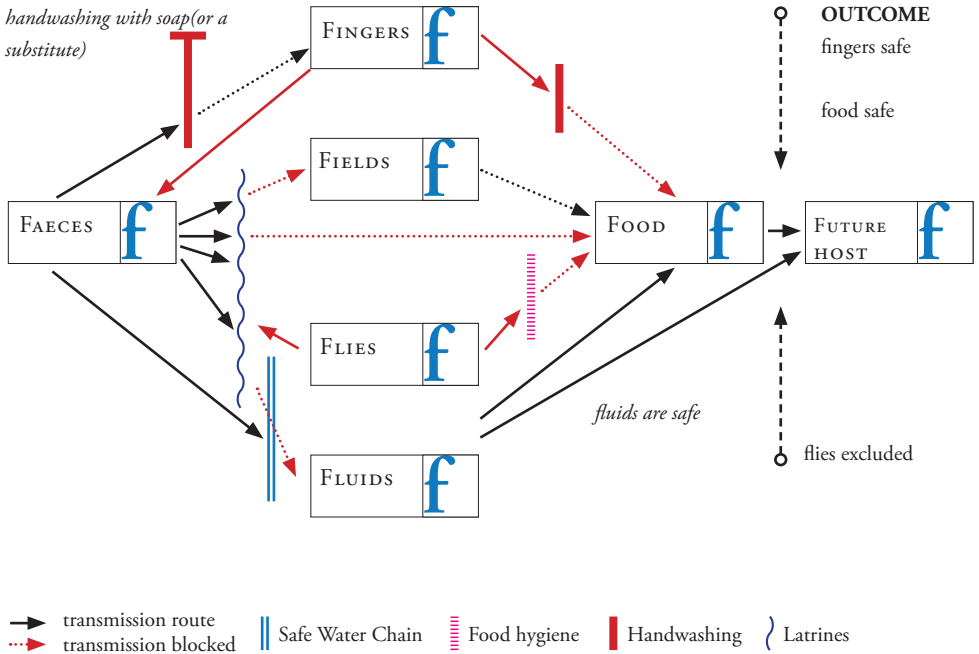 handwashing with soap(or a
substitute)
FINGERS f
OUTCOME
fingers safe
food safe
FIELDS f
FAECES f
FOOD f
FUTURE
HOST f
FLIES f
fluids are safe
flies excluded
FLUIDS f
transmission route
transmission blocked
Safe Water Chain
Food hygiene
Handwashing
Latrines